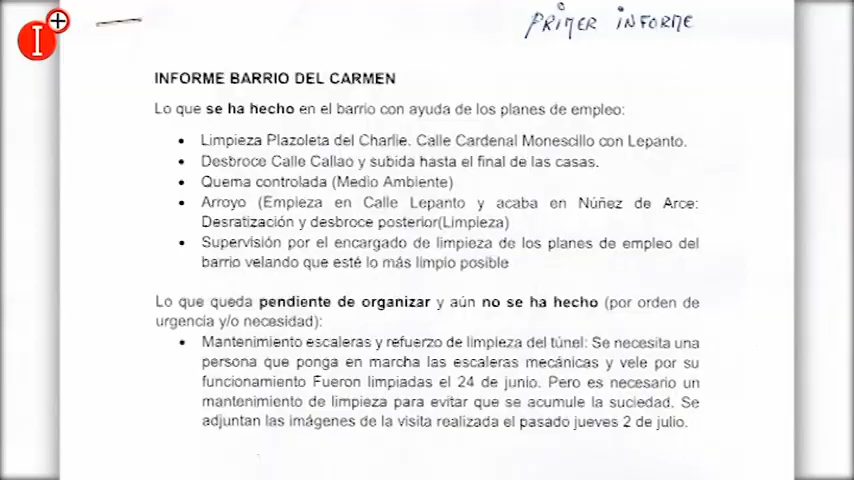 PRIMER INFORME
INFORME BARRIO DEL CARMEN
Lo que se ha hecho en el barrio con ayuda de los planes de empleo:
• Limpieza Plazoleta del Charlie. Calle Cardenal Monescillo con Lepanto.
• Desbroce Calle Callao y subida hasta el final de las casas.
• Quema controlada (Medio Ambiente)
• Arroyo (Empieza en Calle Lepanto y acaba en Núñez de Arce:
Desratización y desbroce posterior(Limpieza)
• Supervisión por el encargado de limpieza de los planes de empleo del
barrio velando que esté lo más limpio posible
Lo que queda pendiente de organizar y aún no se ha hecho (por orden de
urgencia y/o necesidad):
• Mantenimiento escaleras y refuerzo de limpieza del túnel: Se necesita una
persona que ponga en marcha las escaleras mecánicas y vele por su
funcionamiento Fueron limpiadas el 24 de junio. Pero es necesario un
mantenimiento de limpieza para evitar que se acumule la suciedad. Se
adjuntan las imágenes de la visita realizada el pasado jueves 2 de julio.